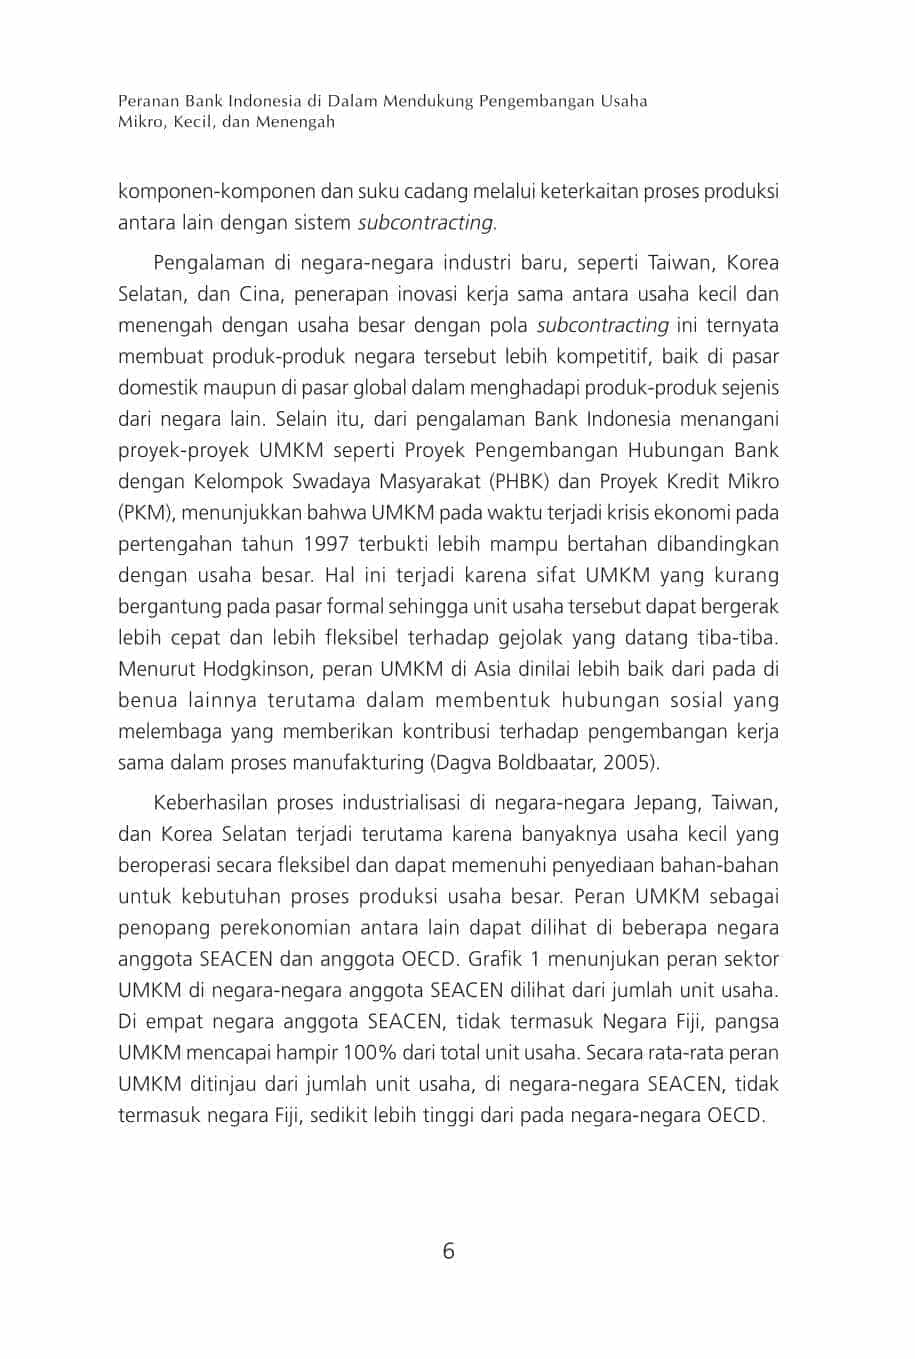 Peranan Bank Indonesia di Dalam Mendukung Pengembangan Usaha
Mikro, Kecil, dan Menengah
komponen-komponen dan suku cadang melalui keterkaitan proses produksi
antara lain dengan sistem subcontracting.
Pengalaman di negara-negara industri baru, seperti Taiwan, Korea
Selatan, dan Cina, penerapan inovasi kerja sama antara usaha kecil dan
menengah dengan usaha besar dengan pola subcontracting ini ternyata
membuat produk-produk negara tersebut lebih kompetitif, baik di pasar
domestik maupun di pasar global dalam menghadapi produk-produk sejenis
dari negara lain. Selain itu, dari pengalaman Bank Indonesia menangani
proyek-proyek UMKM seperti Proyek Pengembangan Hubungan Bank
dengan Kelompok Swadaya Masyarakat (PHBK) dan Proyek Kredit Mikro
(PKM), menunjukkan bahwa UMKM pada waktu terjadi krisis ekonomi pada
pertengahan tahun 1997 terbukti lebih mampu bertahan dibandingkan
dengan usaha besar. Hal ini terjadi karena sifat UMKM yang kurang
bergantung pada pasar formal sehingga unit usaha tersebut dapat bergerak
lebih cepat dan lebih fleksibel terhadap gejolak yang datang tiba-tiba.
Menurut Hodgkinson, peran UMKM di Asia dinilai lebih baik dari pada di
benua lainnya terutama dalam membentuk hubungan sosial yang
melembaga yang memberikan kontribusi terhadap pengembangan kerja
sama dalam proses manufakturing (Dagva Boldbaatar, 2005).
Keberhasilan proses industrialisasi di negara-negara Jepang, Taiwan,
dan Korea Selatan terjadi terutama karena banyaknya usaha kecil yang
beroperasi secara fleksibel dan dapat memenuhi penyediaan bahan-bahan
untuk kebutuhan proses produksi usaha besar. Peran UMKM sebagai
penopang perekonomian antara lain dapat dilihat di beberapa negara
anggota SEACEN dan anggota OECD. Grafik 1 menunjukan peran sektor
UMKM di negara-negara anggota SEACEN dilihat dari jumlah unit usaha.
Di empat negara anggota SEACEN, tidak termasuk Negara Fiji, pangsa
UMKM mencapai hampir 100% dari total unit usaha. Secara rata-rata peran
UMKM ditinjau dari jumlah unit usaha, di negara-negara SEACEN, tidak
termasuk negara Fiji, sedikit lebih tinggi dari pada negara-negara OECD.
6